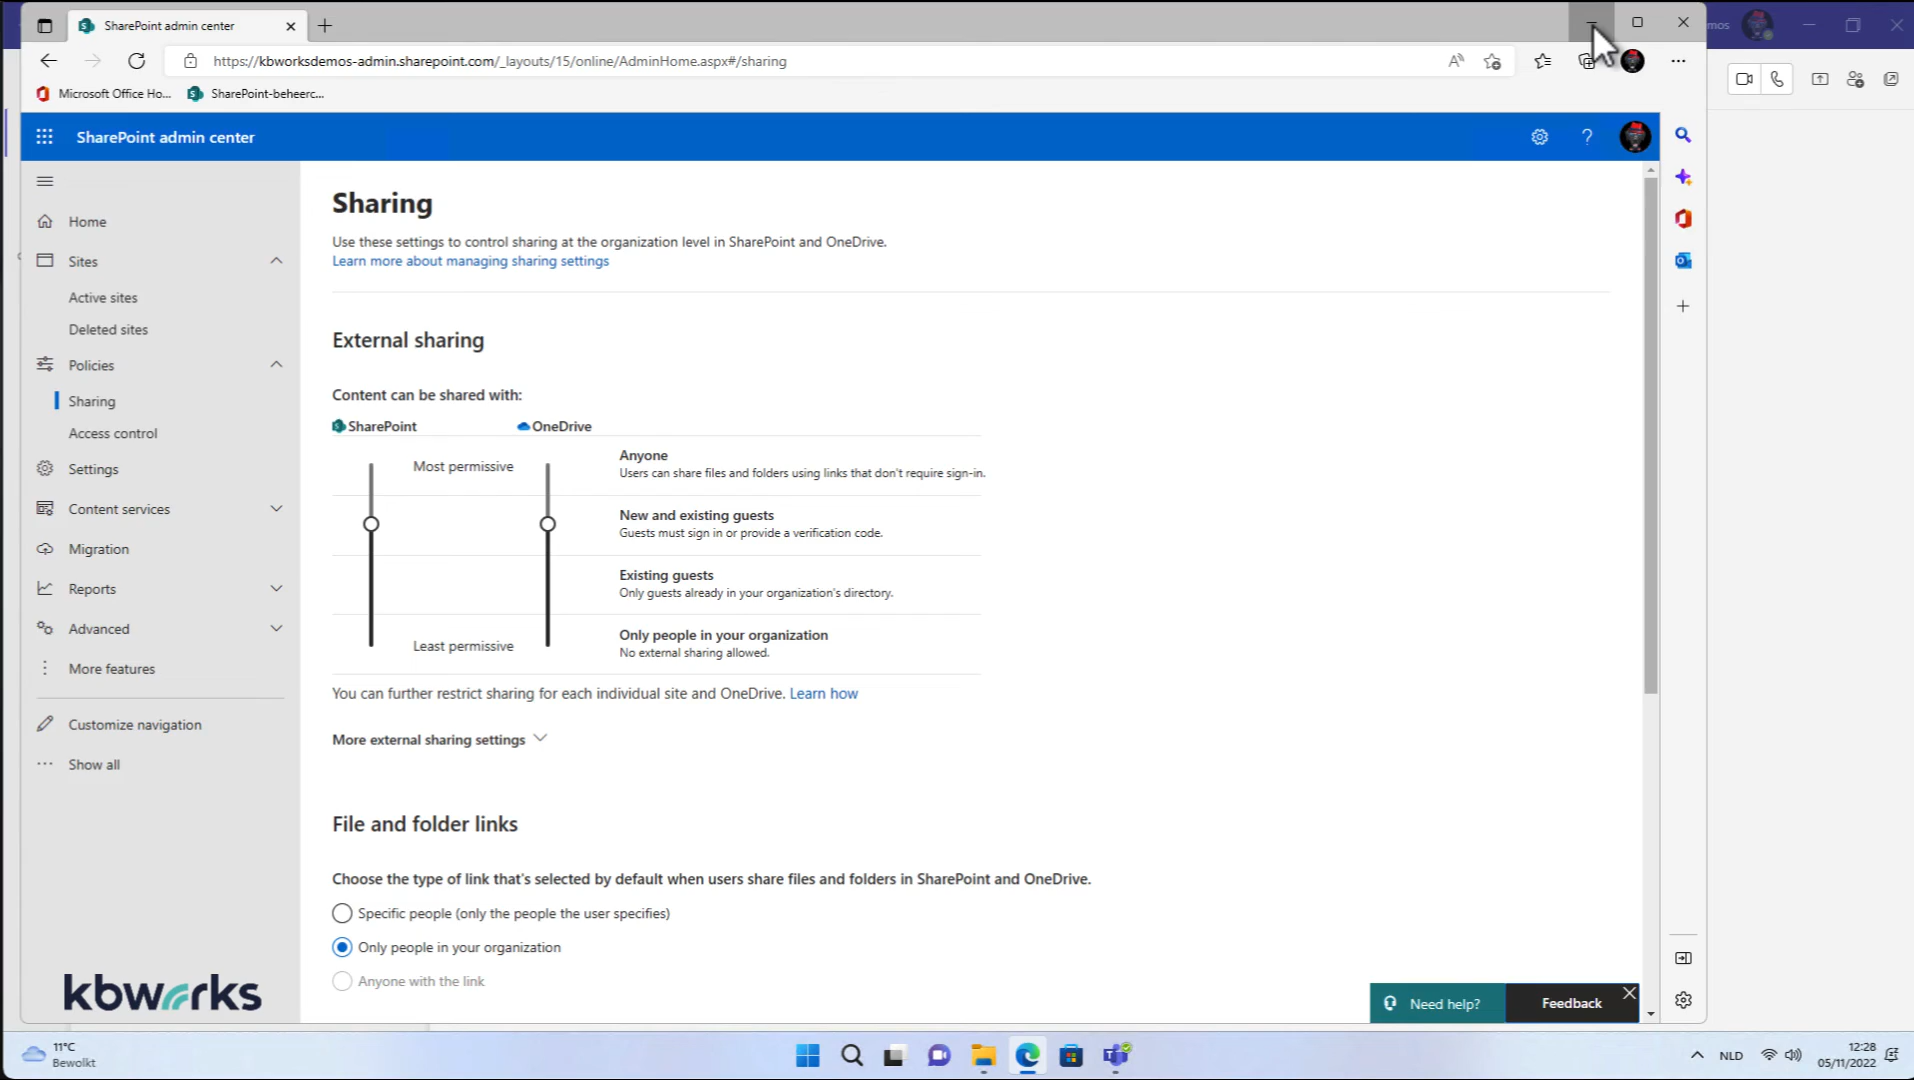 SharePoint admin center
mos
https://kbworksdemos-admin.sharepoint.com/_layouts/15/online/AdminHome.aspx#/sharing
Microsoft Office Ho...
SharePoint-beheerc...
SharePoint admin center
Home
Sites
Active sites
Deleted sites
Policies
Sharing
Access control
Settings
Content services
Migration
Reports
Advanced
More features
Customize navigation
Show all
Sharing
Use these settings to control sharing at the organization level in SharePoint and OneDrive.
Learn more about managing sharing settings
External sharing
Content can be shared with:
SharePoint
OneDrive
Most permissive
Least permissive
Anyone
Users can share files and folders using links that don't require sign-in.
New and existing guests
Guests must sign in or provide a verification code.
Existing guests
Only guests already in your organization's directory.
Only people in your organization
No external sharing allowed.
You can further restrict sharing for each individual site and OneDrive. Learn how
More external sharing settings
File and folder links
Choose the type of link that's selected by default when users share files and folders in SharePoint and OneDrive.
Specific people (only the people the user specifies)
Only people in your organization
Anyone with the link
kbworks
Need help?
Feedback
11°C
Bewolkt
NLD
12:28
05/11/2022